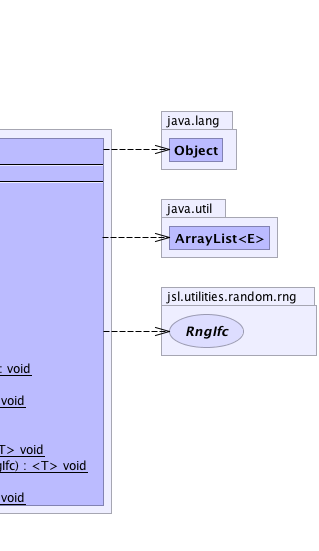 java.lang
Object
java.util
ArrayList<E>
jsl.utilities.random.rng
RngIfc
: void
void
T> void
gIfc) : <T> void
void